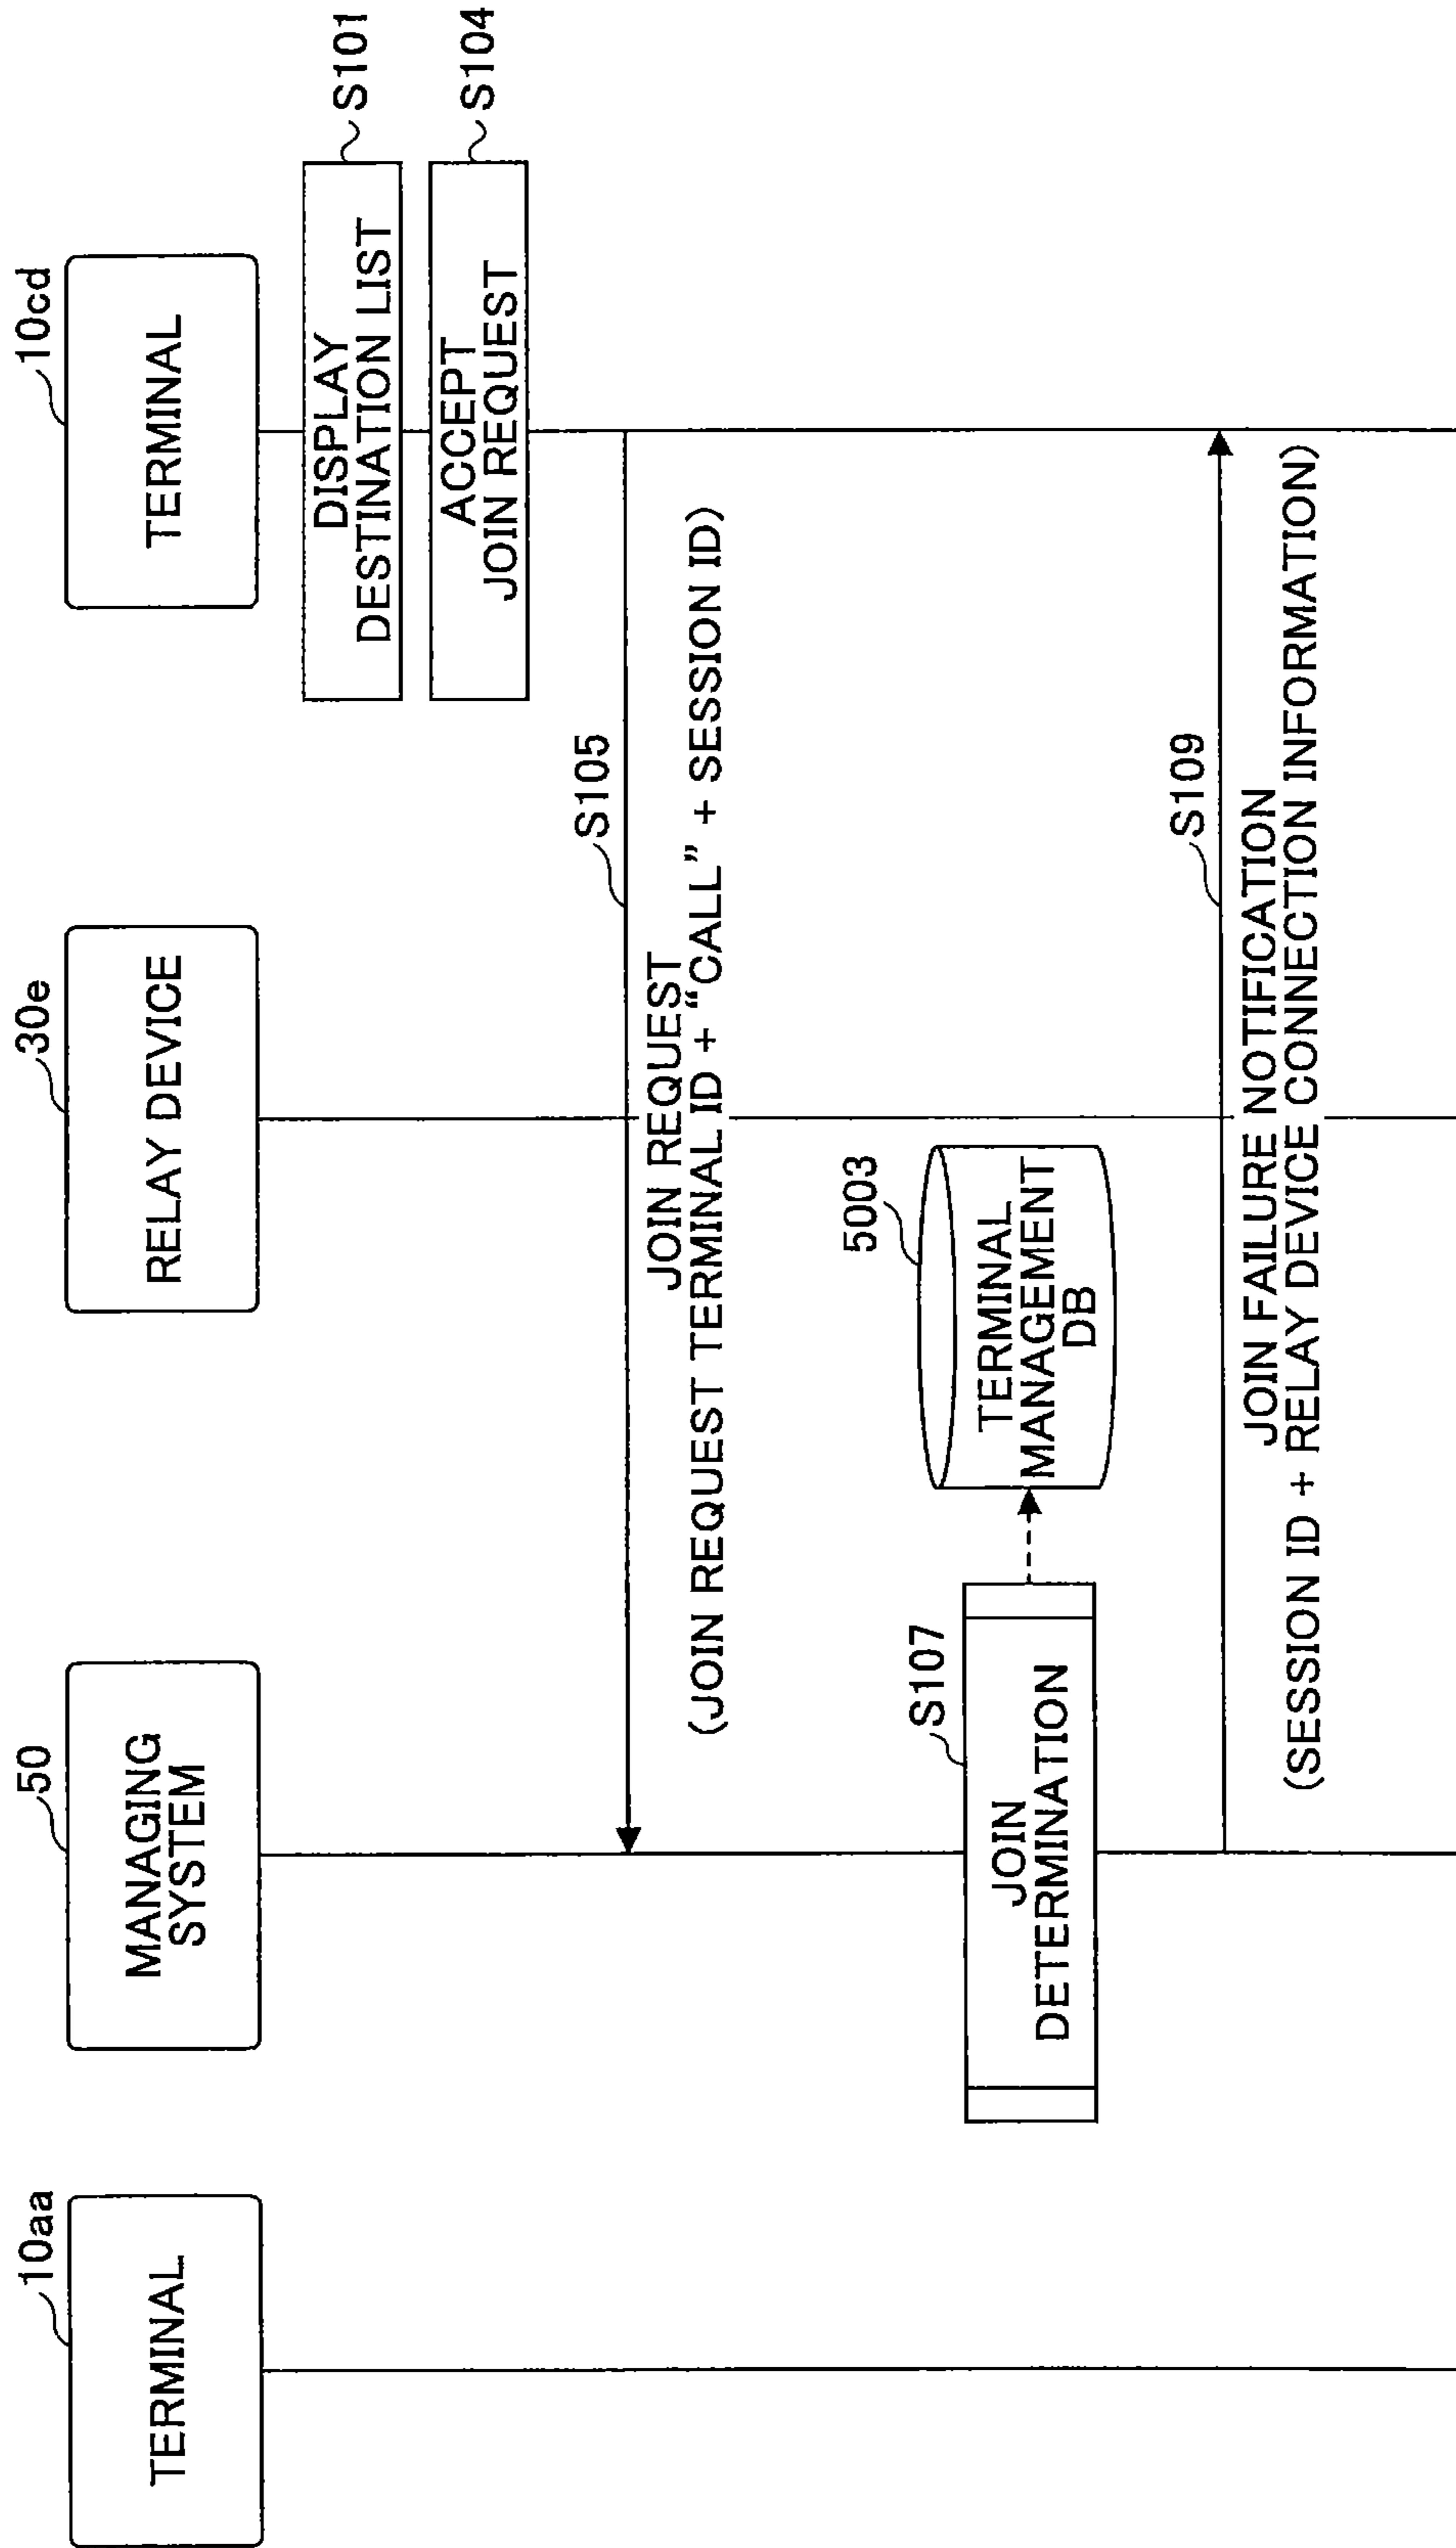 10aa
TERMINAL
50
MANAGING
SYSTEM
30e
RELAY DEVICE
10cd
TERMINAL
DISPLAY
DESTINATION LIST
S101
ACCEPT
JOIN REQUEST
S104
S105
JOIN REQUEST
(JOIN REQUEST TERMINAL ID + “CALL” + SESSION ID)
S107
JOIN
DETERMINATION
5003
TERMINAL
MANAGEMENT
DB
S109
JOIN FAILURE NOTIFICATION
(SESSION ID + RELAY DEVICE CONNECTION INFORMATION)